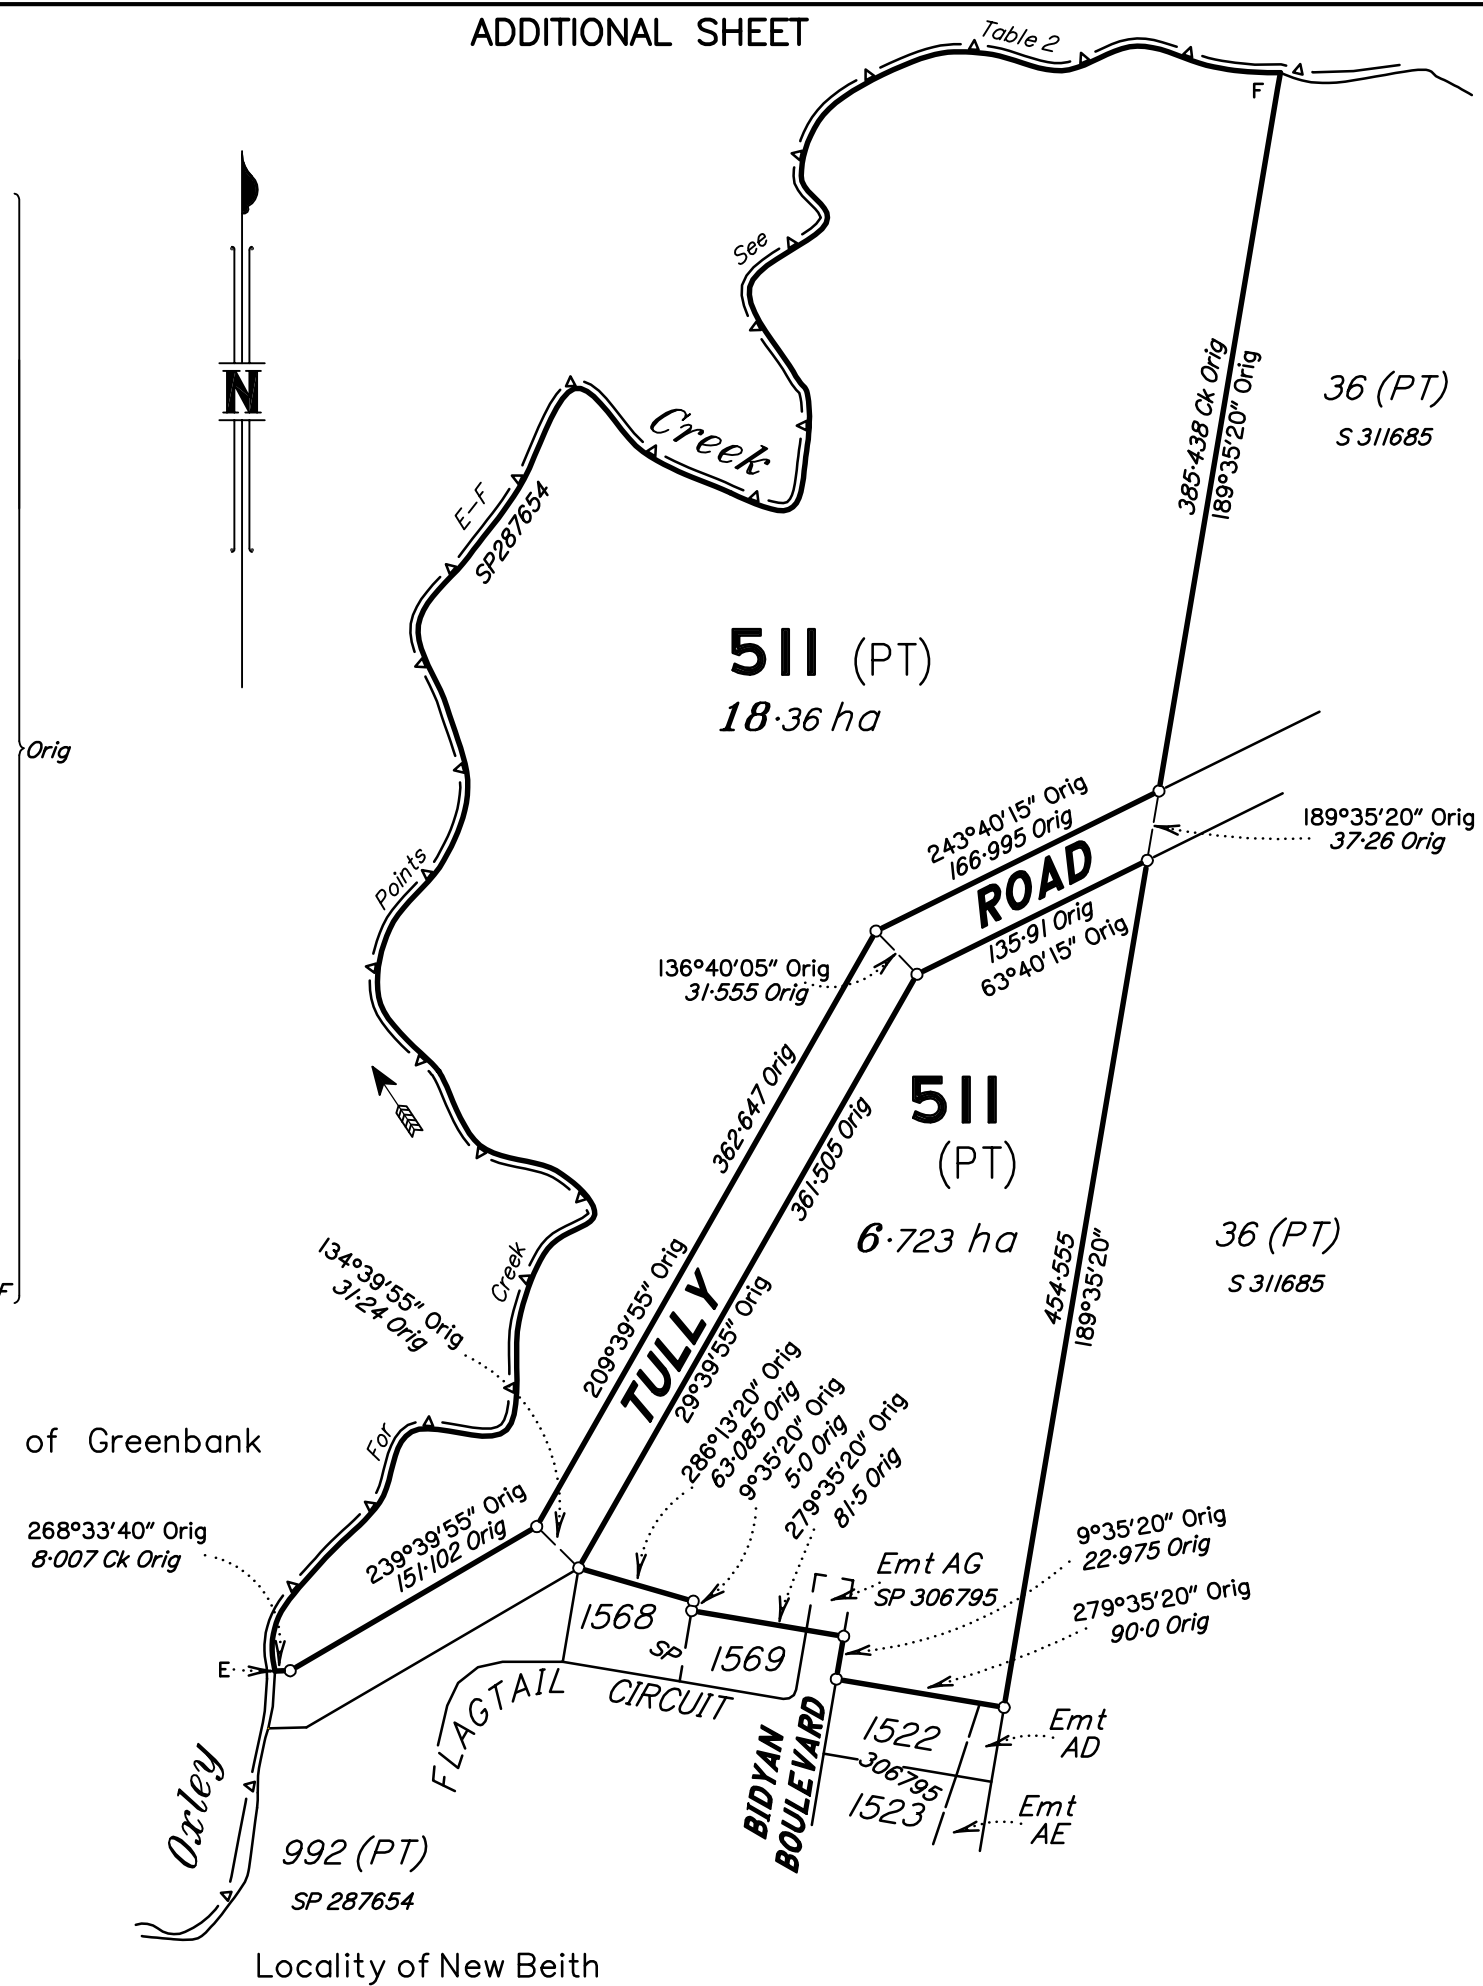 ADDITIONAL SHEET
Table 2
F
See
N
385·438 Ck Orig
189°35'20" Orig
36 (PT)
S 311685
Creek
E-F
SP287654
511 (PT)
18·36 ha
Orig
243°40'15" Orig
166·995 Orig
ROAD
189°35'20" Orig
37·26 Orig
Points
135·91 Orig
63°40'15" Orig
136°40'05" Orig
31·555 Orig
362·647 Orig
361·505 Orig
511
(PT)
6·723 ha
36 (PT)
S 311685
454·555
189°35'20"
134°39'55" Orig
31·24 Orig
Creek
F
209°39'55" Orig
TULLY
29°39'55" Orig
286°13'20" Orig
63·085 Orig
9°35'20" Orig
5·0 Orig
279°35'20" Orig
81·5 Orig
of Greenbank
For
268°33'40" Orig
8·007 Ck Orig
239°39'55" Orig
151·102 Orig
Emt AG
SP 306795
9°35'20" Orig
22·975 Orig
279°35'20" Orig
90·0 Orig
1568
SP
1569
E
FLAGTAIL CIRCUIT
BIDYAN
BOULEVARD
1522
306795
1523
Emt
AD
Emt
AE
Oxley
992 (PT)
SP 287654
Locality of New Beith